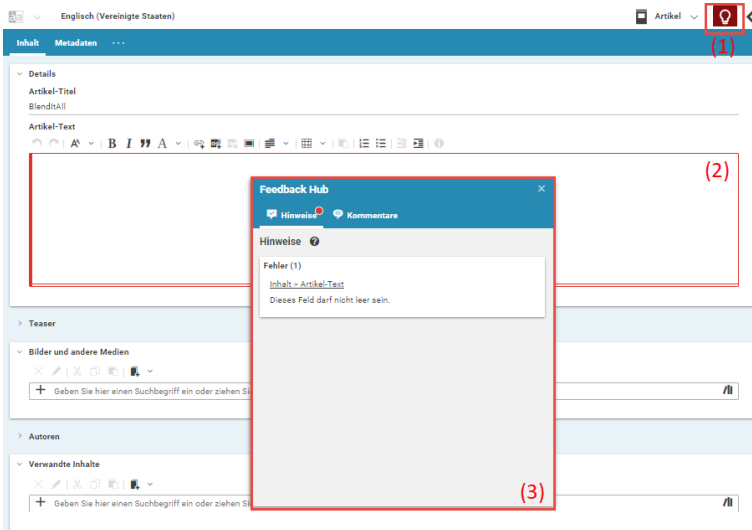 Englisch (Vereinigte Staaten)
Artikel
(1)
Inhalt Metadaten ...
Details
Artikel-Titel
BlendItAll
Artikel-Text
(2)
Feedback Hub
Hinweise Kommentare
Hinweise
Fehler (1)
Inhalt > Artikel-Text
Dieses Feld darf nicht leer sein.
Teaser
Bilder und andere Medien
Geben Sie hier einen Suchbegriff ein oder ziehen
Autoren
Verwandte Inhalte
Geben Sie hier einen Suchbegriff ein oder ziehen
(3)